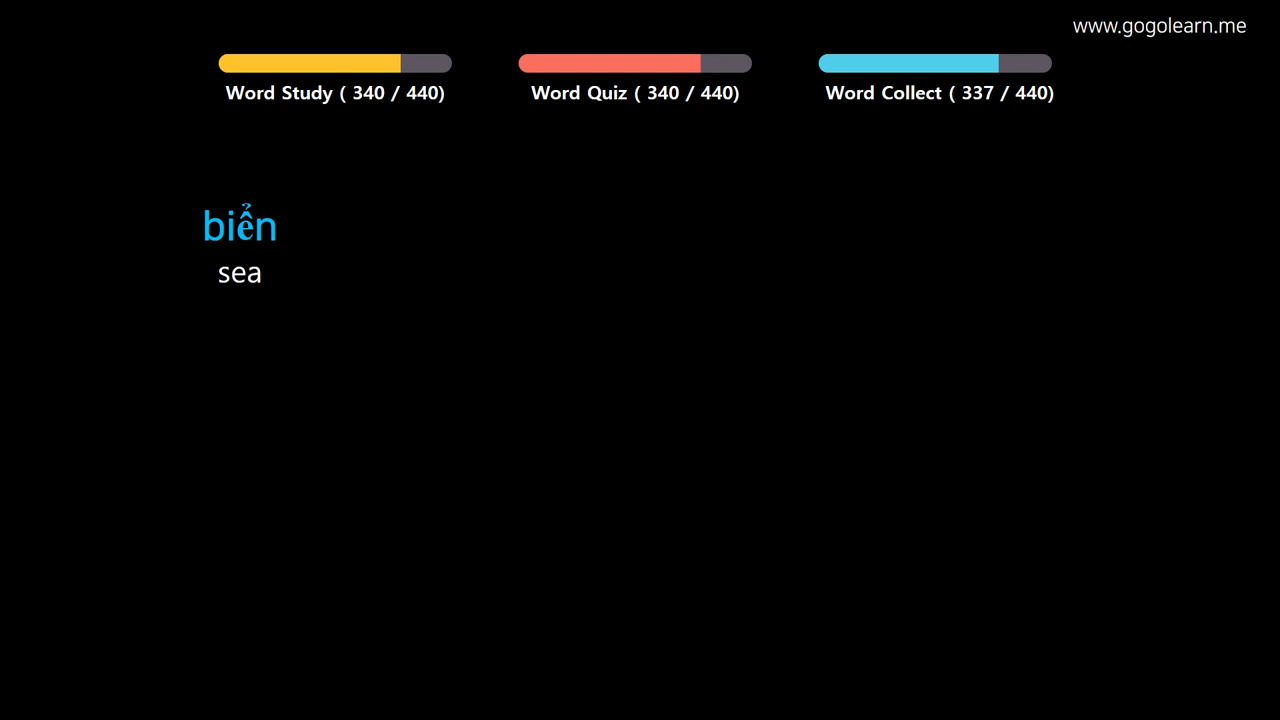 www.gogolearn.me
Word Study ( 340 / 440)
Word Quiz ( 340 / 440)
Word Collect ( 337 / 440)
biển
sea